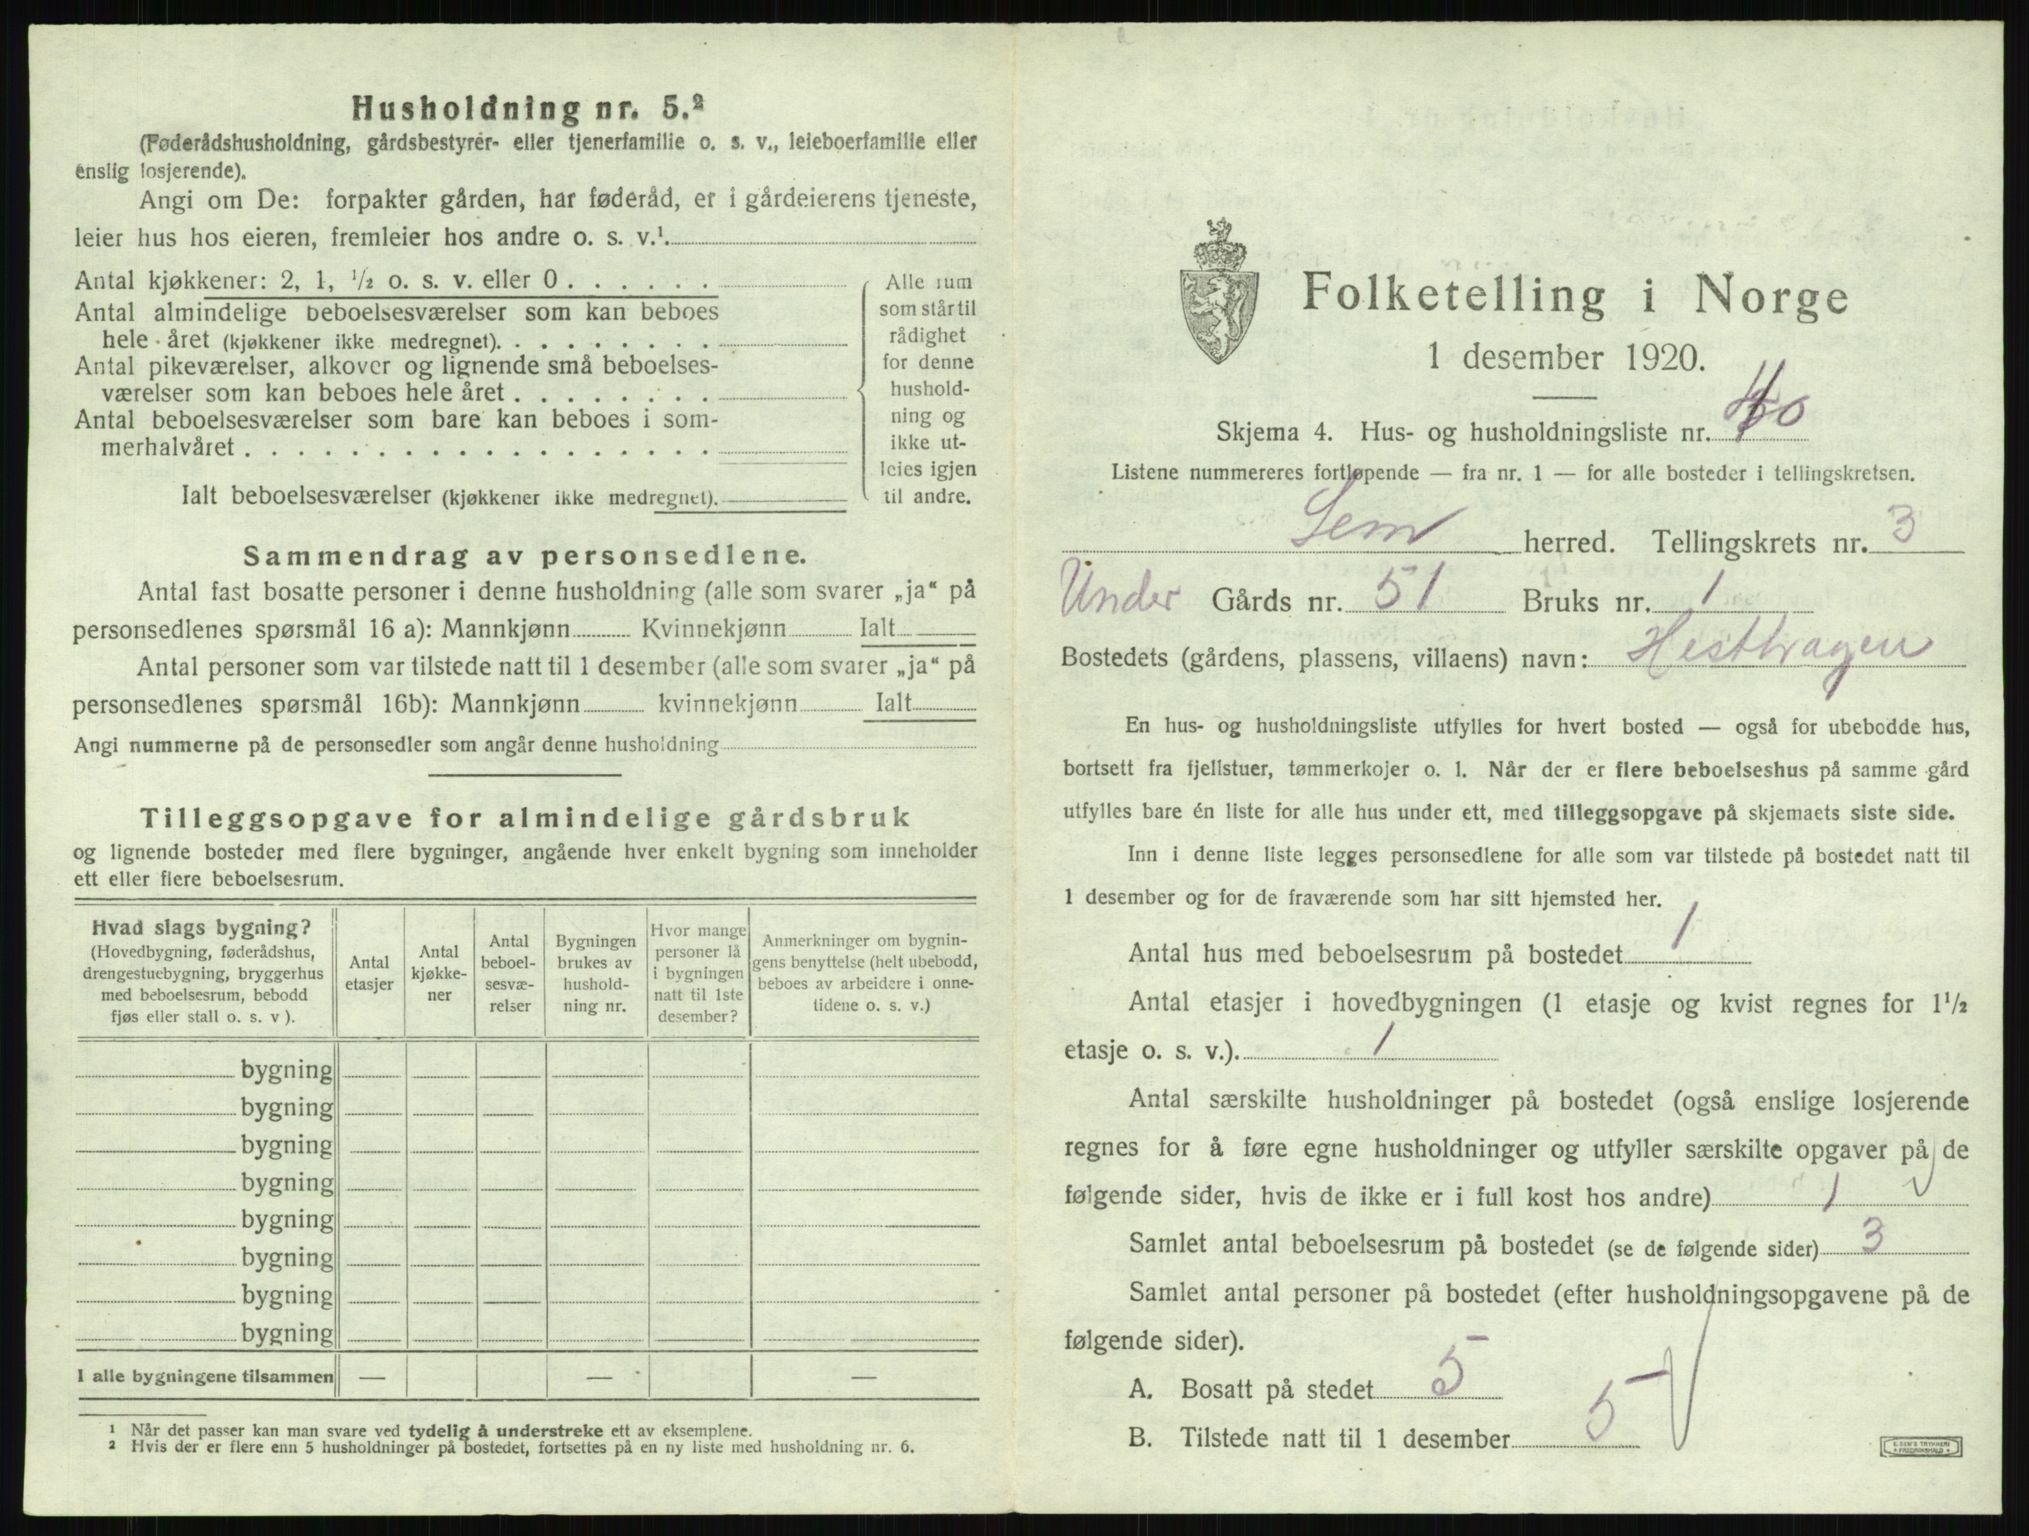 Husholdning nr. 5.²
(Føderådshusholdning, gårdsbestyrer- eller tjenerfamilie o. s. v., leieboerfamilie eller
enslig losjerende).
Angi om De: forpakter gården, har føderåd, er i gårdeierens tjeneste,
leier hus hos eieren, fremleier hos andre o. s. v.¹.
Antal kjøkkener: 2, 1, ½ o. s. v. eller 0 . . . . . .
Antal almindelige beboelsesværelser som kan beboes
hele året (kjøkkener ikke medregnet). . . . . . . . .
Antal pikeværelser, alkover og lignende små beboelses-
værelser som kan beboes hele året . . . . . . . .
Antal beboelsesværelser som bare kan beboes i som-
merhalvåret . . . . . . . . . . . . . . . . . .
Ialt beboelsesværelser (kjøkkener ikke medregnet).
Alle rum
som står til
rådighet
for denne
hushold-
ning og
ikke ut-
leies igjen
til andre.
Sammendrag av personsedlene.
Antal fast bosatte personer i denne husholdning (alle som svarer „ja“ på
personsedlenes spørsmål 16 a): Mannkjønn Kvinnekjønn Ialt
Antal personer som var tilstede natt til 1 desember (alle som svarer „ja“ på
personsedlenes spørsmål 16b): Mannkjønn kvinnekjønn Ialt
Angi nummerne på de personsedler som angår denne husholdning
Tilleggsopgave for almindelige gårdsbruk
og lignende bosteder med flere bygninger, angående hver enkelt bygning som inneholder
ett eller flere beboelsesrum.
Hvad slags bygning?
(Hovedbygning, føderådshus,
drengestuebygning, bryggerhus
med beboelsesrum, bebodd
fjøs eller stall o. s. v ).
Antal
etasjer
Antal
kjøkke-
ner
Antal
beboel-
sesvæ-
relser
Bygningen
brukes av
hushold-
ning nr.
Hvor mange
personer lå
i bygningen
natt til 1ste
desember?
Anmerkninger om bygnin-
gens benyttelse (helt ubebodd,
beboes av arbeidere i onne-
tidene o. s. v.)
bygning
bygning
bygning
bygning
bygning
bygning
bygning
bygning
I alle bygningene tilsammen — — —
¹ Når det passer kan man svare ved tydelig å understreke ett av eksemplene.
² Hvis der er flere enn 5 husholdninger på bostedet, fortsettes på en ny liste med husholdning nr. 6.
Folketelling i Norge
1 desember 1920.
Skjema 4. Hus- og husholdningsliste nr. 40
Listene nummereres fortløpende — fra nr. 1 — for alle bosteder i tellingskretsen.
Sem herred. Tellingskrets nr. 3
Under Gårds nr. 51 Bruks nr. 1
Bostedets (gårdens, plassens, villaens) navn: Hesthagen
En hus- og husholdningsliste utfylles for hvert bosted — også for ubebodde hus,
bortsett fra fjellstuer, tømmerkojer o. l. Når der er flere beboelseshus på samme gård
utfylles bare én liste for alle hus under ett, med tilleggsopgave på skjemaets siste side.
Inn i denne liste legges personsedlene for alle som var tilstede på bostedet natt til
1 desember og for de fraværende som har sitt hjemsted her.
Antal hus med beboelsesrum på bostedet 1
Antal etasjer i hovedbygningen (1 etasje og kvist regnes for 1½
etasje o. s. v.). 1
Antal særskilte husholdninger på bostedet (også enslige losjerende
regnes for å føre egne husholdninger og utfyller særskilte opgaver på de
følgende sider, hvis de ikke er i full kost hos andre) 1
Samlet antal beboelsesrum på bostedet (se de følgende sider) 3
Samlet antal personer på bostedet (efter husholdningsopgavene på de
følgende sider).
A. Bosatt på stedet 5
B. Tilstede natt til 1 desember 5